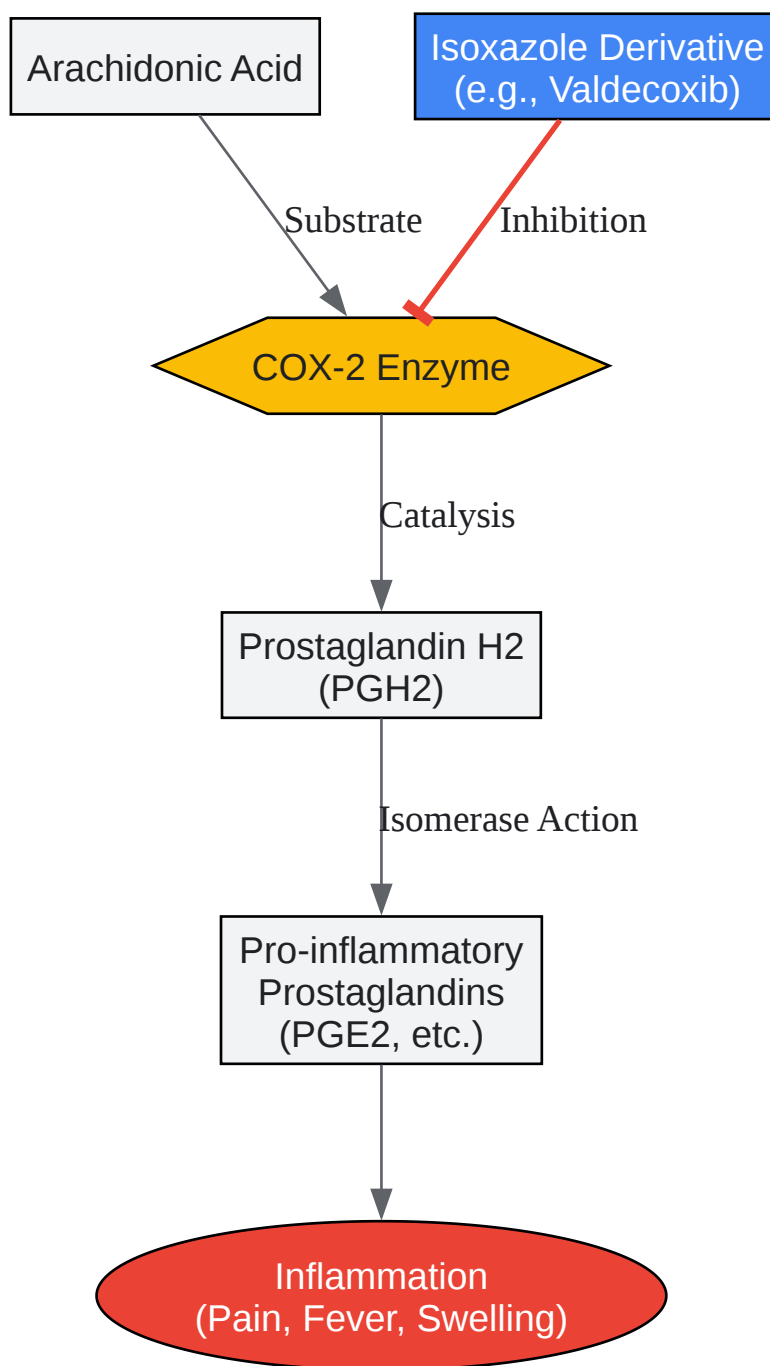 Arachidonic Acid
Isoxazole Derivative
(e.g., Valdecoxib)
Substrate
Inhibition
COX-2 Enzyme
Catalysis
Prostaglandin H2
(PGH2)
Isomerase Action
Pro-inflammatory
Prostaglandins
(PGE2, etc.)
Inflammation
(Pain, Fever, Swelling)